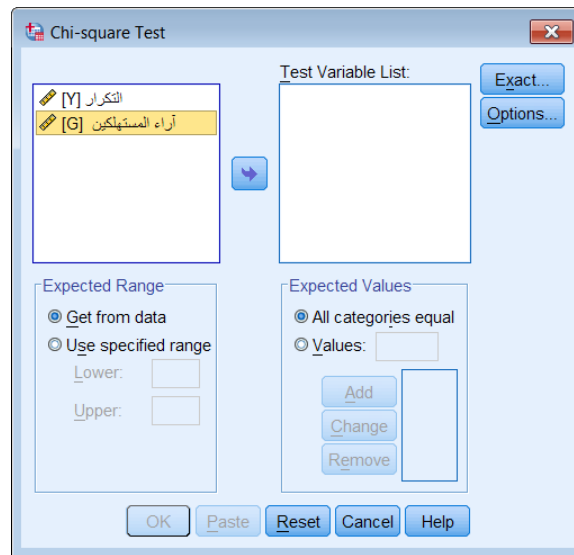 Chi-square Test
التكرار [Y]
آراء المستهلكين [G]
Test Variable List:
Exact...
Options...
Expected Range
Get from data
Use specified range
Lower:
Upper:
Expected Values
All categories equal
Values:
Add
Change
Remove
OK
Paste
Reset
Cancel
Help